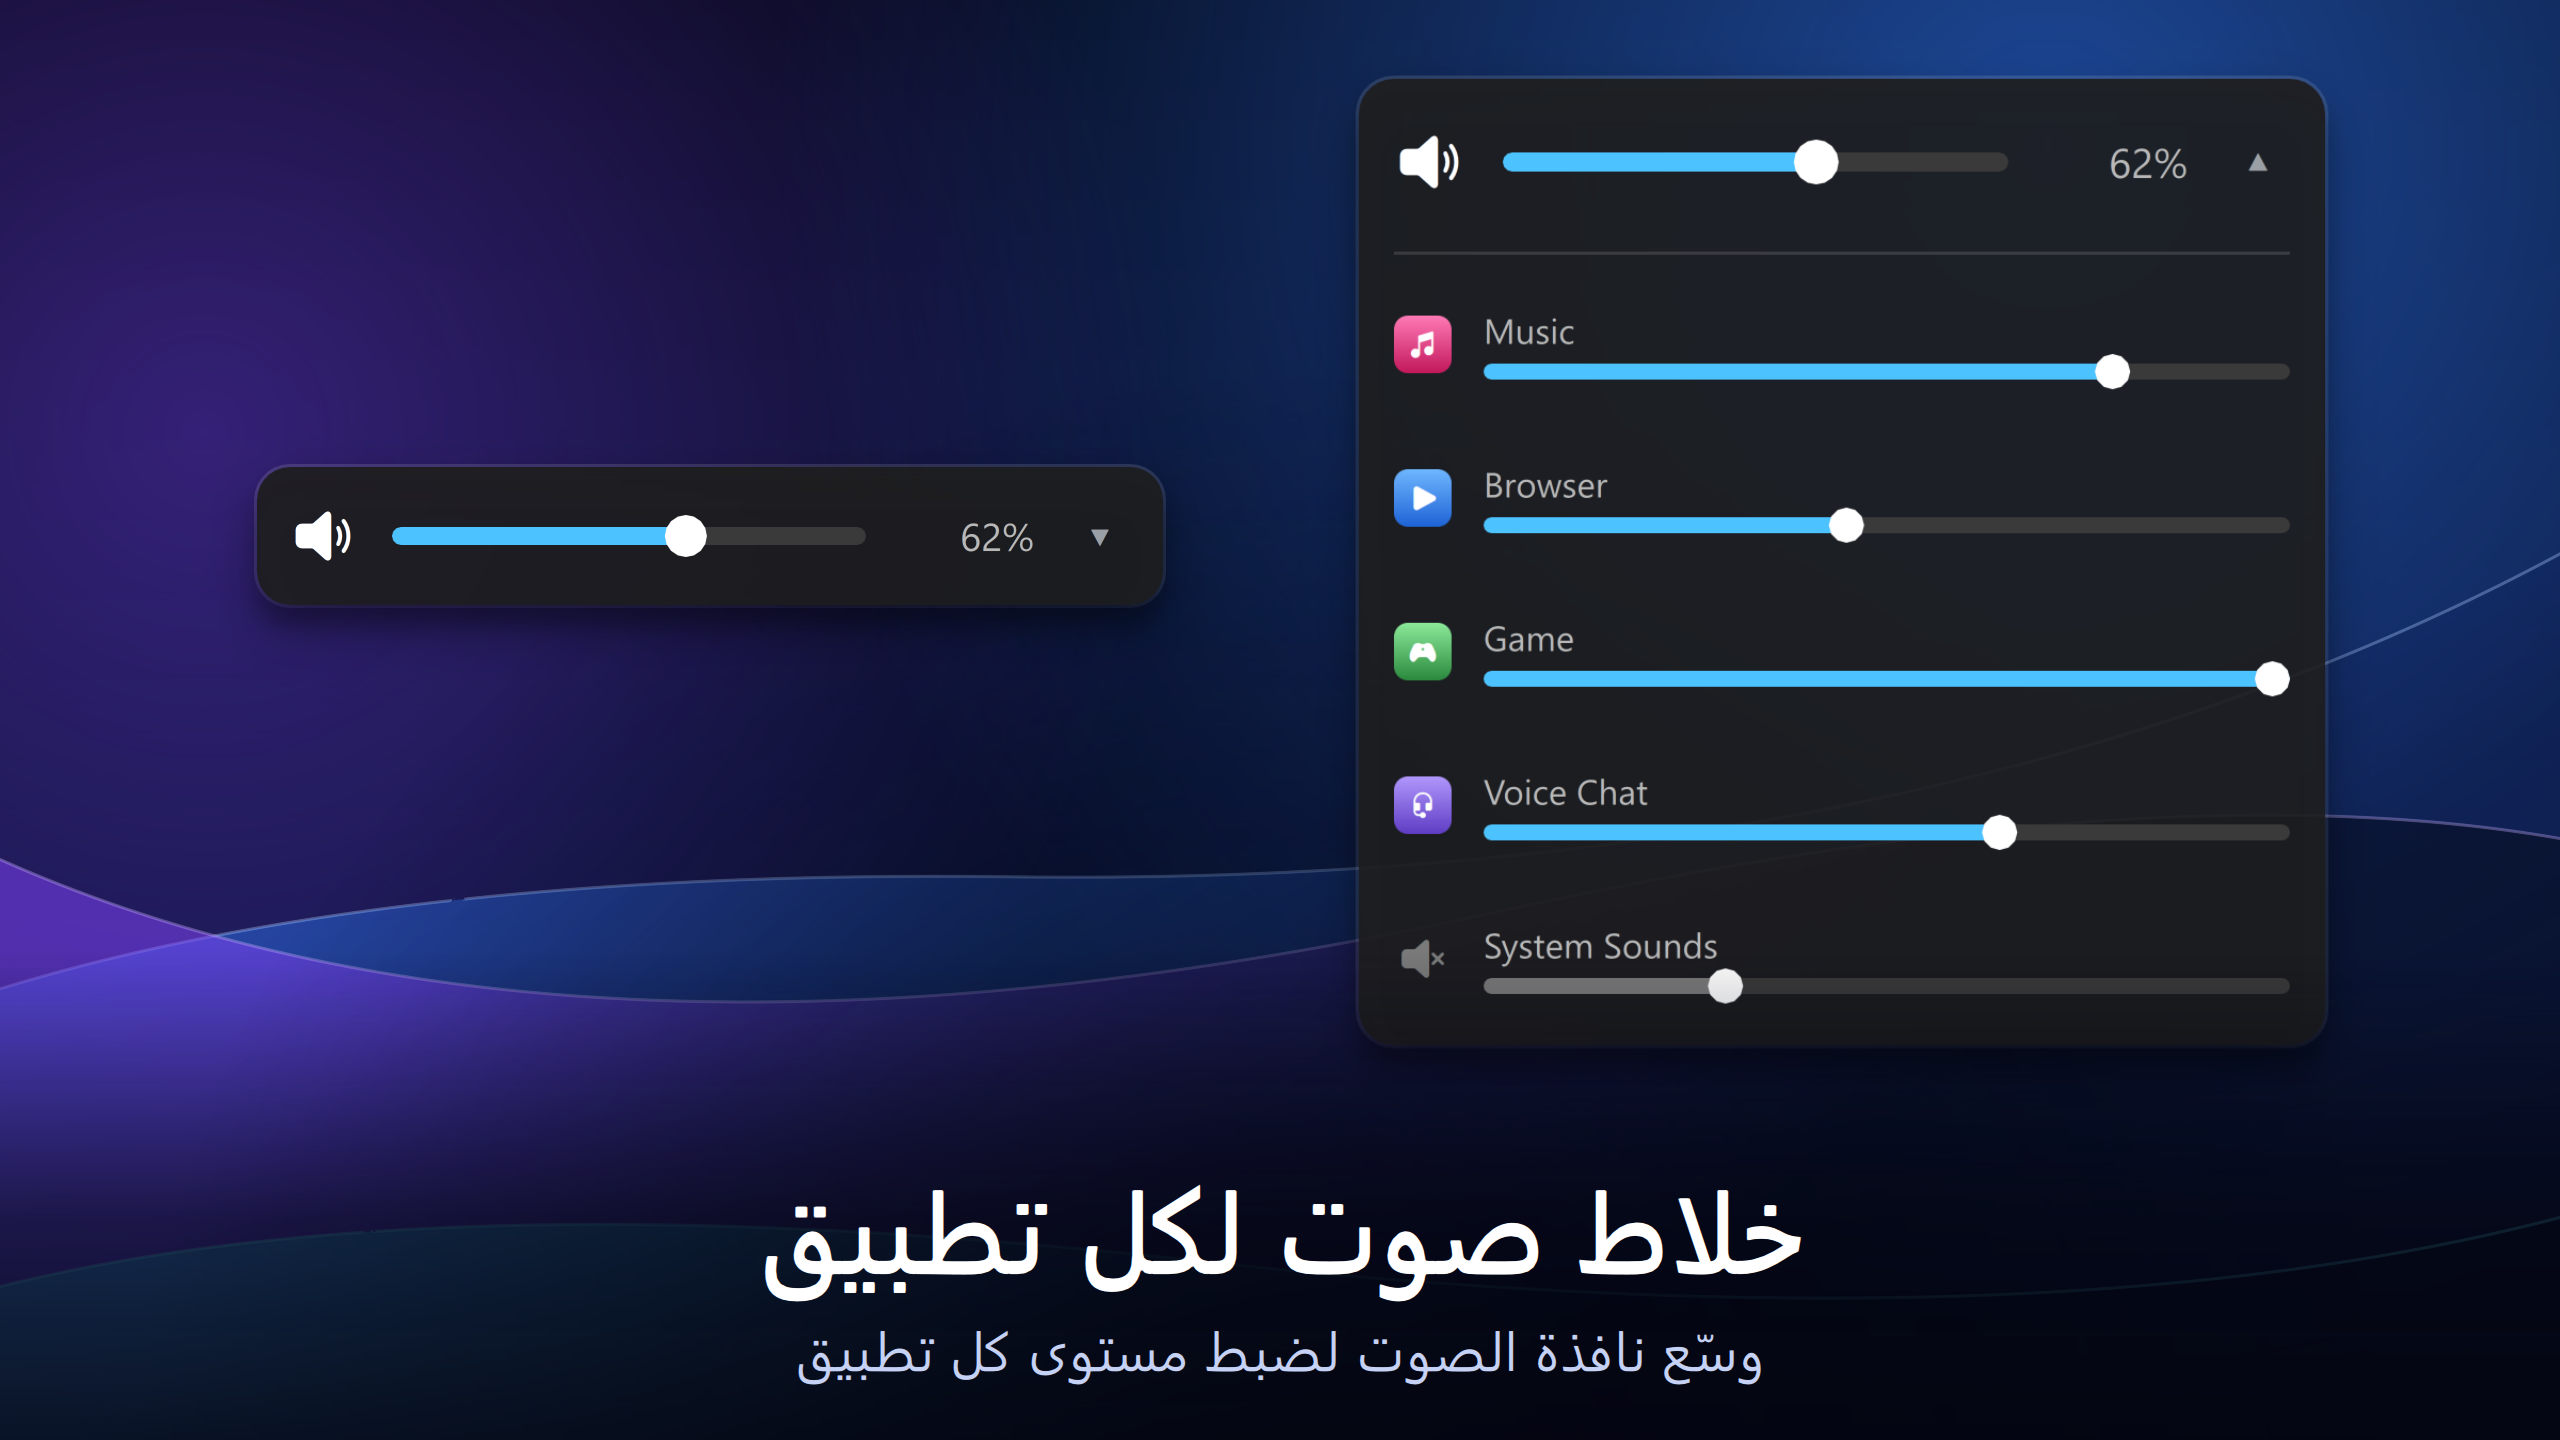 62% ▼
62% ▲
Music
Browser
Game
Voice Chat
System Sounds
خلاط صوت لكل تطبيق
وسّع نافذة الصوت لضبط مستوى كل تطبيق